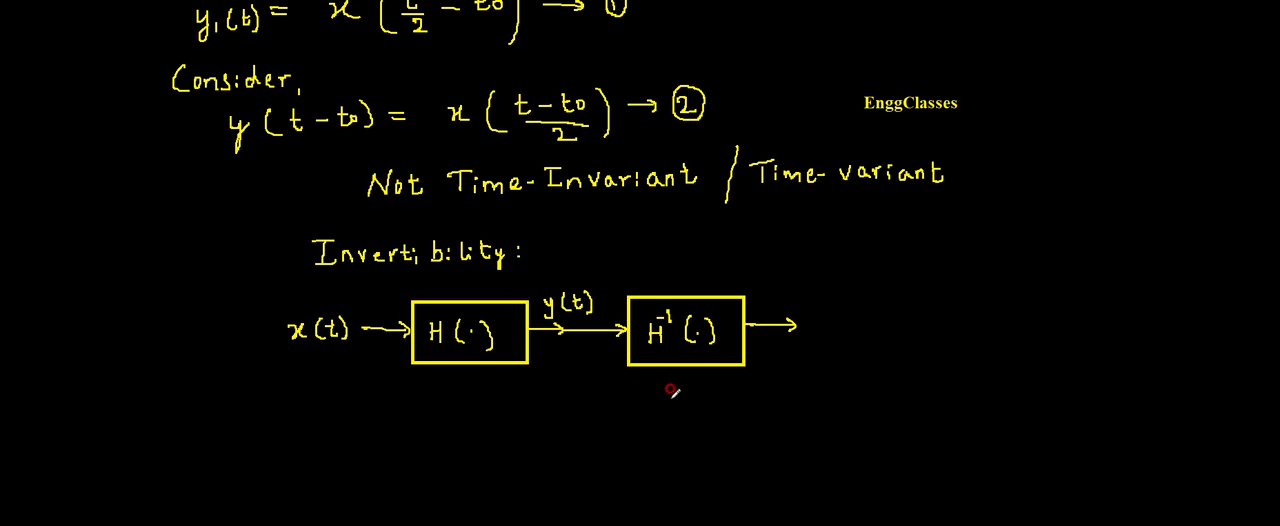 y₁(t) = x(t/2 - t0) → ①
Consider,
y(t - t0) = x((t - t0)/2) → ②
EnggClasses
Not Time-Invariant / Time-variant
Invertibility:
x(t) → H(·) y(t) → H⁻¹(·) →